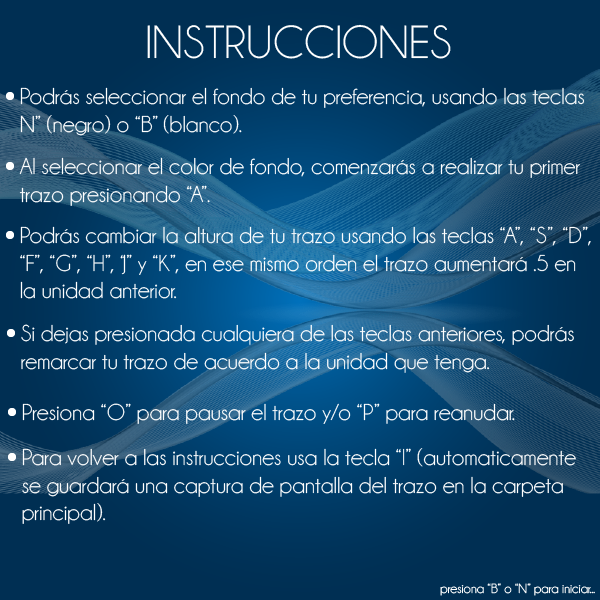 INSTRUCCIONES
• Podrás seleccionar el fondo de tu preferencia, usando las teclas
N” (negro) o “B” (blanco).
• Al seleccionar el color de fondo, comenzarás a realizar tu primer
trazo presionando “A”.
• Podrás cambiar la altura de tu trazo usando las teclas “A”, “S”, “D”,
“F”, “G”, “H”, “J” y “K”, en ese mismo orden el trazo aumentará .5 en
la unidad anterior.
• Si dejas presionada cualquiera de las teclas anteriores, podrás
remarcar tu trazo de acuerdo a la unidad que tenga.
• Presiona “O” para pausar el trazo y/o “P” para reanudar.
• Para volver a las instrucciones usa la tecla “I” (automaticamente
se guardará una captura de pantalla del trazo en la carpeta
principal).
presiona “B” o “N” para iniciar...